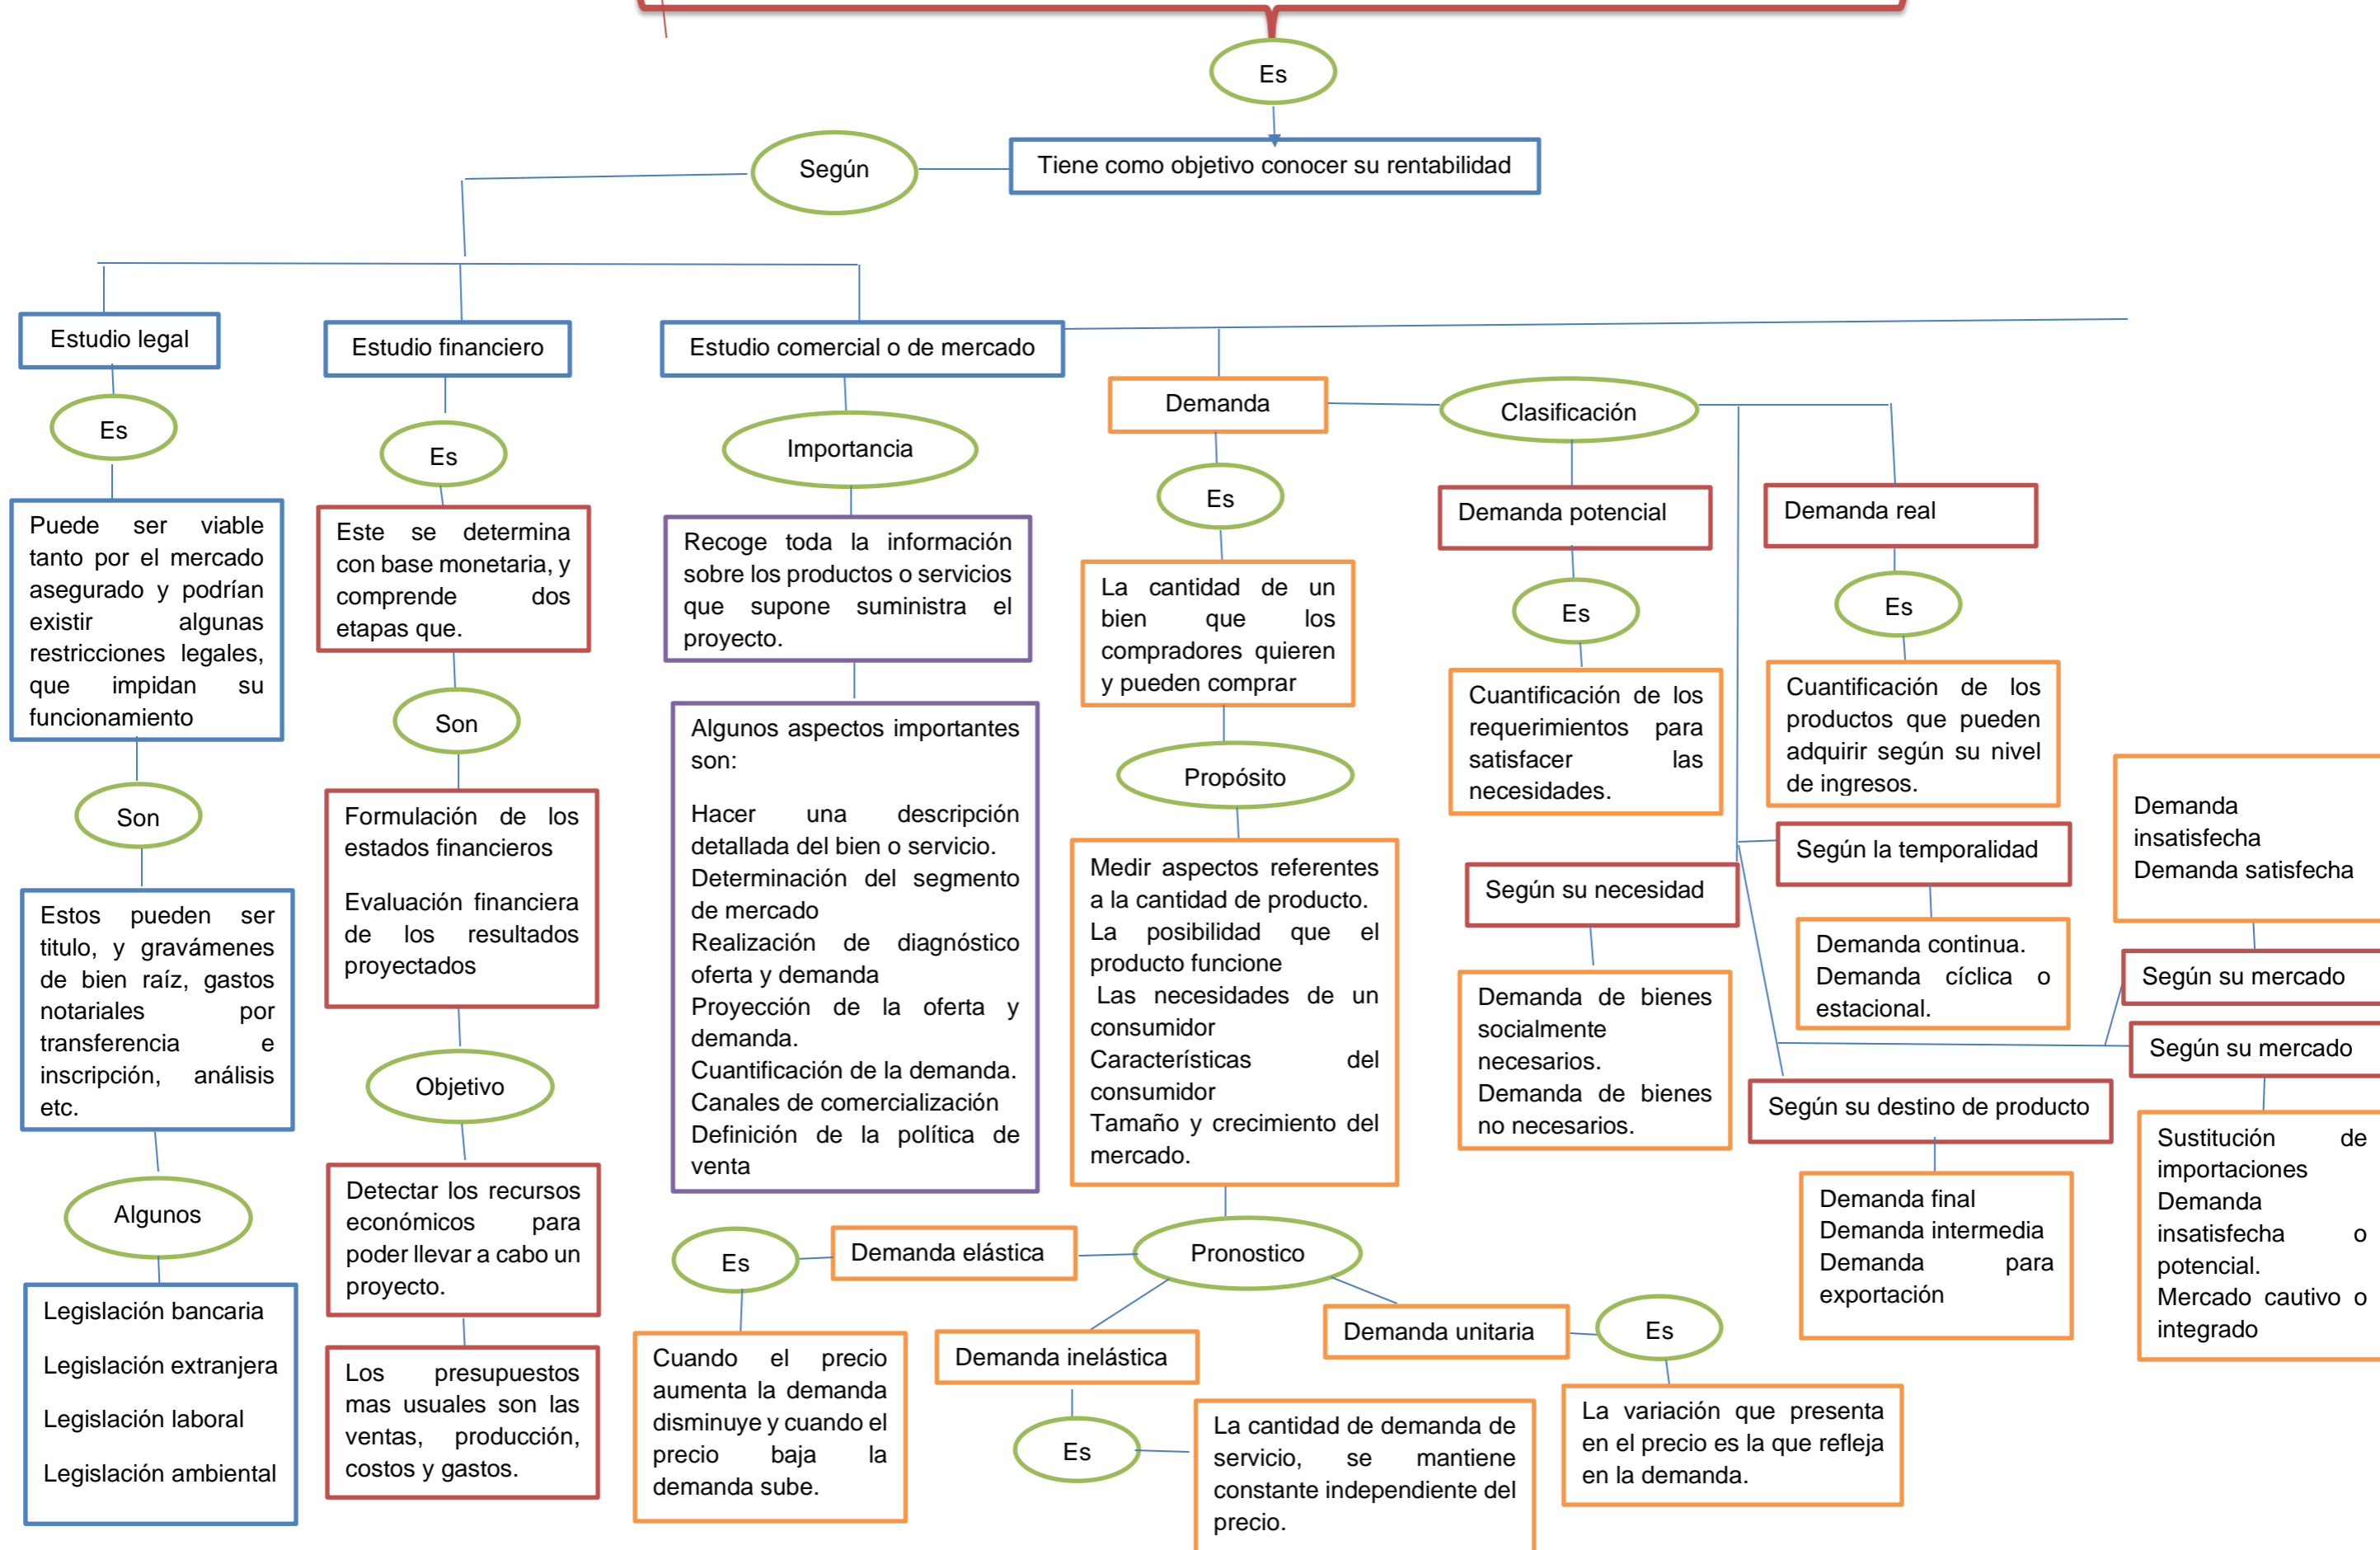 Es
Según
Tiene como objetivo conocer su rentabilidad
Estudio legal
Es
Puede ser viable
tanto por el mercado
asegurado y podrían
existir algunas
restricciones legales,
que impidan su
funcionamiento
Son
Estos pueden ser
titulo, y gravámenes
de bien raíz, gastos
notariales por
transferencia e
inscripción, análisis
etc.
Algunos
Legislación bancaria
Legislación extranjera
Legislación laboral
Legislación ambiental
Estudio financiero
Es
Este se determina
con base monetaria, y
comprende dos
etapas que.
Son
Formulación de los
estados financieros
Evaluación financiera
de los resultados
proyectados
Objetivo
Detectar los recursos
económicos para
poder llevar a cabo un
proyecto.
Los presupuestos
mas usuales son las
ventas, producción,
costos y gastos.
Estudio comercial o de mercado
Importancia
Recoge toda la información
sobre los productos o servicios
que supone suministra el
proyecto.
Algunos aspectos importantes
son:
Hacer una descripción
detallada del bien o servicio.
Determinación del segmento
de mercado
Realización de diagnóstico
oferta y demanda
Proyección de la oferta y
demanda.
Cuantificación de la demanda.
Canales de comercialización
Definición de la política de
venta
Demanda
Es
La cantidad de un
bien que los
compradores quieren
y pueden comprar
Propósito
Medir aspectos referentes
a la cantidad de producto.
La posibilidad que el
producto funcione
Las necesidades de un
consumidor
Características del
consumidor
Tamaño y crecimiento del
mercado.
Pronostico
Demanda elástica
Es
Cuando el precio
aumenta la demanda
disminuye y cuando el
precio baja la
demanda sube.
Demanda inelástica
Es
La cantidad de demanda de
servicio, se mantiene
constante independiente del
precio.
Demanda unitaria
Es
La variación que presenta
en el precio es la que refleja
en la demanda.
Clasificación
Demanda potencial
Es
Cuantificación de los
requerimientos para
satisfacer las
necesidades.
Demanda real
Es
Cuantificación de los
productos que pueden
adquirir según su nivel
de ingresos.
Según su necesidad
Demanda de bienes
socialmente
necesarios.
Demanda de bienes
no necesarios.
Según la temporalidad
Demanda continua.
Demanda cíclica o
estacional.
Según su destino de producto
Demanda final
Demanda intermedia
Demanda para
exportación
Demanda
insatisfecha
Demanda satisfecha
Según su mercado
Según su mercado
Sustitución de
importaciones
Demanda
insatisfecha o
potencial.
Mercado cautivo o
integrado